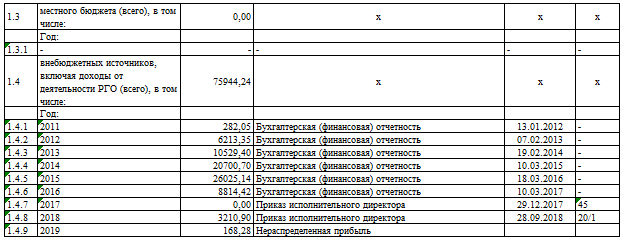 1.3 местного бюджета (всего), в том числе: 0,00 x x x
Год:
1.3.1 - - - - -
1.4 внебюджетных источников, включая доходы от деятельности РГО (всего), в том числе: 75944,24 x x x
Год:
1.4.1 2011 282,05 Бухгалтерская (финансовая) отчетность 13.01.2012 -
1.4.2 2012 6213,35 Бухгалтерская (финансовая) отчетность 07.02.2013 -
1.4.3 2013 10529,40 Бухгалтерская (финансовая) отчетность 19.02.2014 -
1.4.4 2014 20700,70 Бухгалтерская (финансовая) отчетность 10.03.2015 -
1.4.5 2015 26025,14 Бухгалтерская (финансовая) отчетность 18.03.2016 -
1.4.6 2016 8814,42 Бухгалтерская (финансовая) отчетность 10.03.2017 -
1.4.7 2017 0,00 Приказ исполнительного директора 29.12.2017 45
1.4.8 2018 3210,90 Приказ исполнительного директора 28.09.2018 20/1
1.4.9 2019 168,28 Нераспределенная прибыль